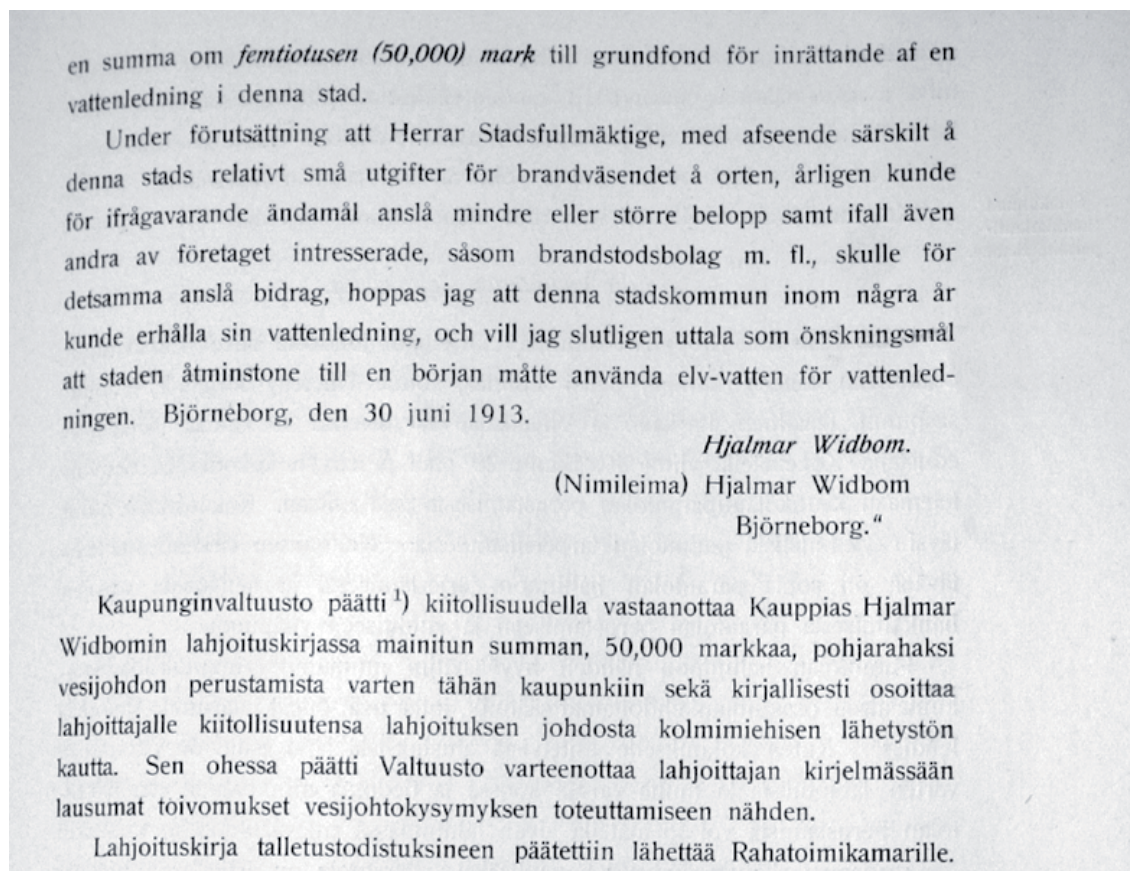 en summa om femtiotusen (50,000) mark till grundfond för inrättande af en
vattenledning i denna stad.
Under förutsättning att Herrar Stadsfullmäktige, med afseende särskilt å
denna stads relativt små utgifter för brandväsendet å orten, årligen kunde
för ifrågavarande ändamål anslå mindre eller större belopp samt ifall även
andra av företaget intresserade, såsom brandstodsbolag m. fl., skulle för
detsamma anslå bidrag, hoppas jag att denna stadskommun inom några år
kunde erhålla sin vattenledning, och vill jag slutligen uttala som önskningsmål
att staden åtminstone till en början måtte använda elv-vatten för vattenled-
ningen. Björneborg, den 30 juni 1913.
Hjalmar Widbom.
(Nimileima) Hjalmar Widbom
Björneborg.“
Kaupunginvaltuusto päätti ¹) kiitollisuudella vastaanottaa Kauppias Hjalmar
Widbomin lahjoituskirjassa mainitun summan, 50,000 markkaa, pohjarahaksi
vesijohdon perustamista varten tähän kaupunkiin sekä kirjallisesti osoittaa
lahjoittajalle kiitollisuutensa lahjoituksen johdosta kolmimiehisen lähetystön
kautta. Sen ohessa päätti Valtuusto varteenottaa lahjoittajan kirjelmässään
lausumat toivomukset vesijohtokysymyksen toteuttamiseen nähden.
Lahjoituskirja talletustodistuksineen päätettiin lähettää Rahatoimikamarille.